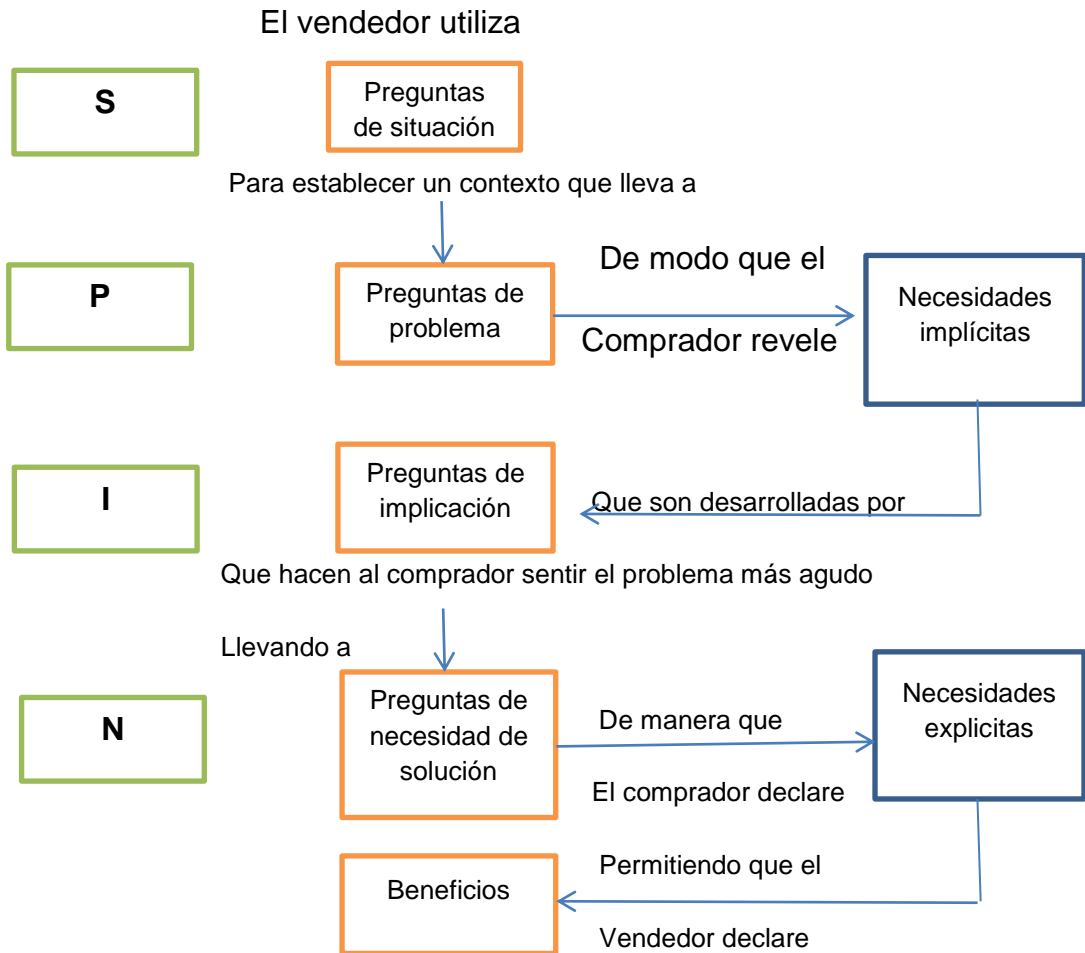 El vendedor utiliza
S
Preguntas
de situación
Para establecer un contexto que lleva a
P
Preguntas de
problema
De modo que el
Comprador revele
Necesidades
implícitas
I
Preguntas de
implicación
Que son desarrolladas por
Que hacen al comprador sentir el problema más agudo
Llevando a
N
Preguntas de
necesidad de
solución
De manera que
El comprador declare
Necesidades
explicitas
Beneficios
Permitiendo que el
Vendedor declare